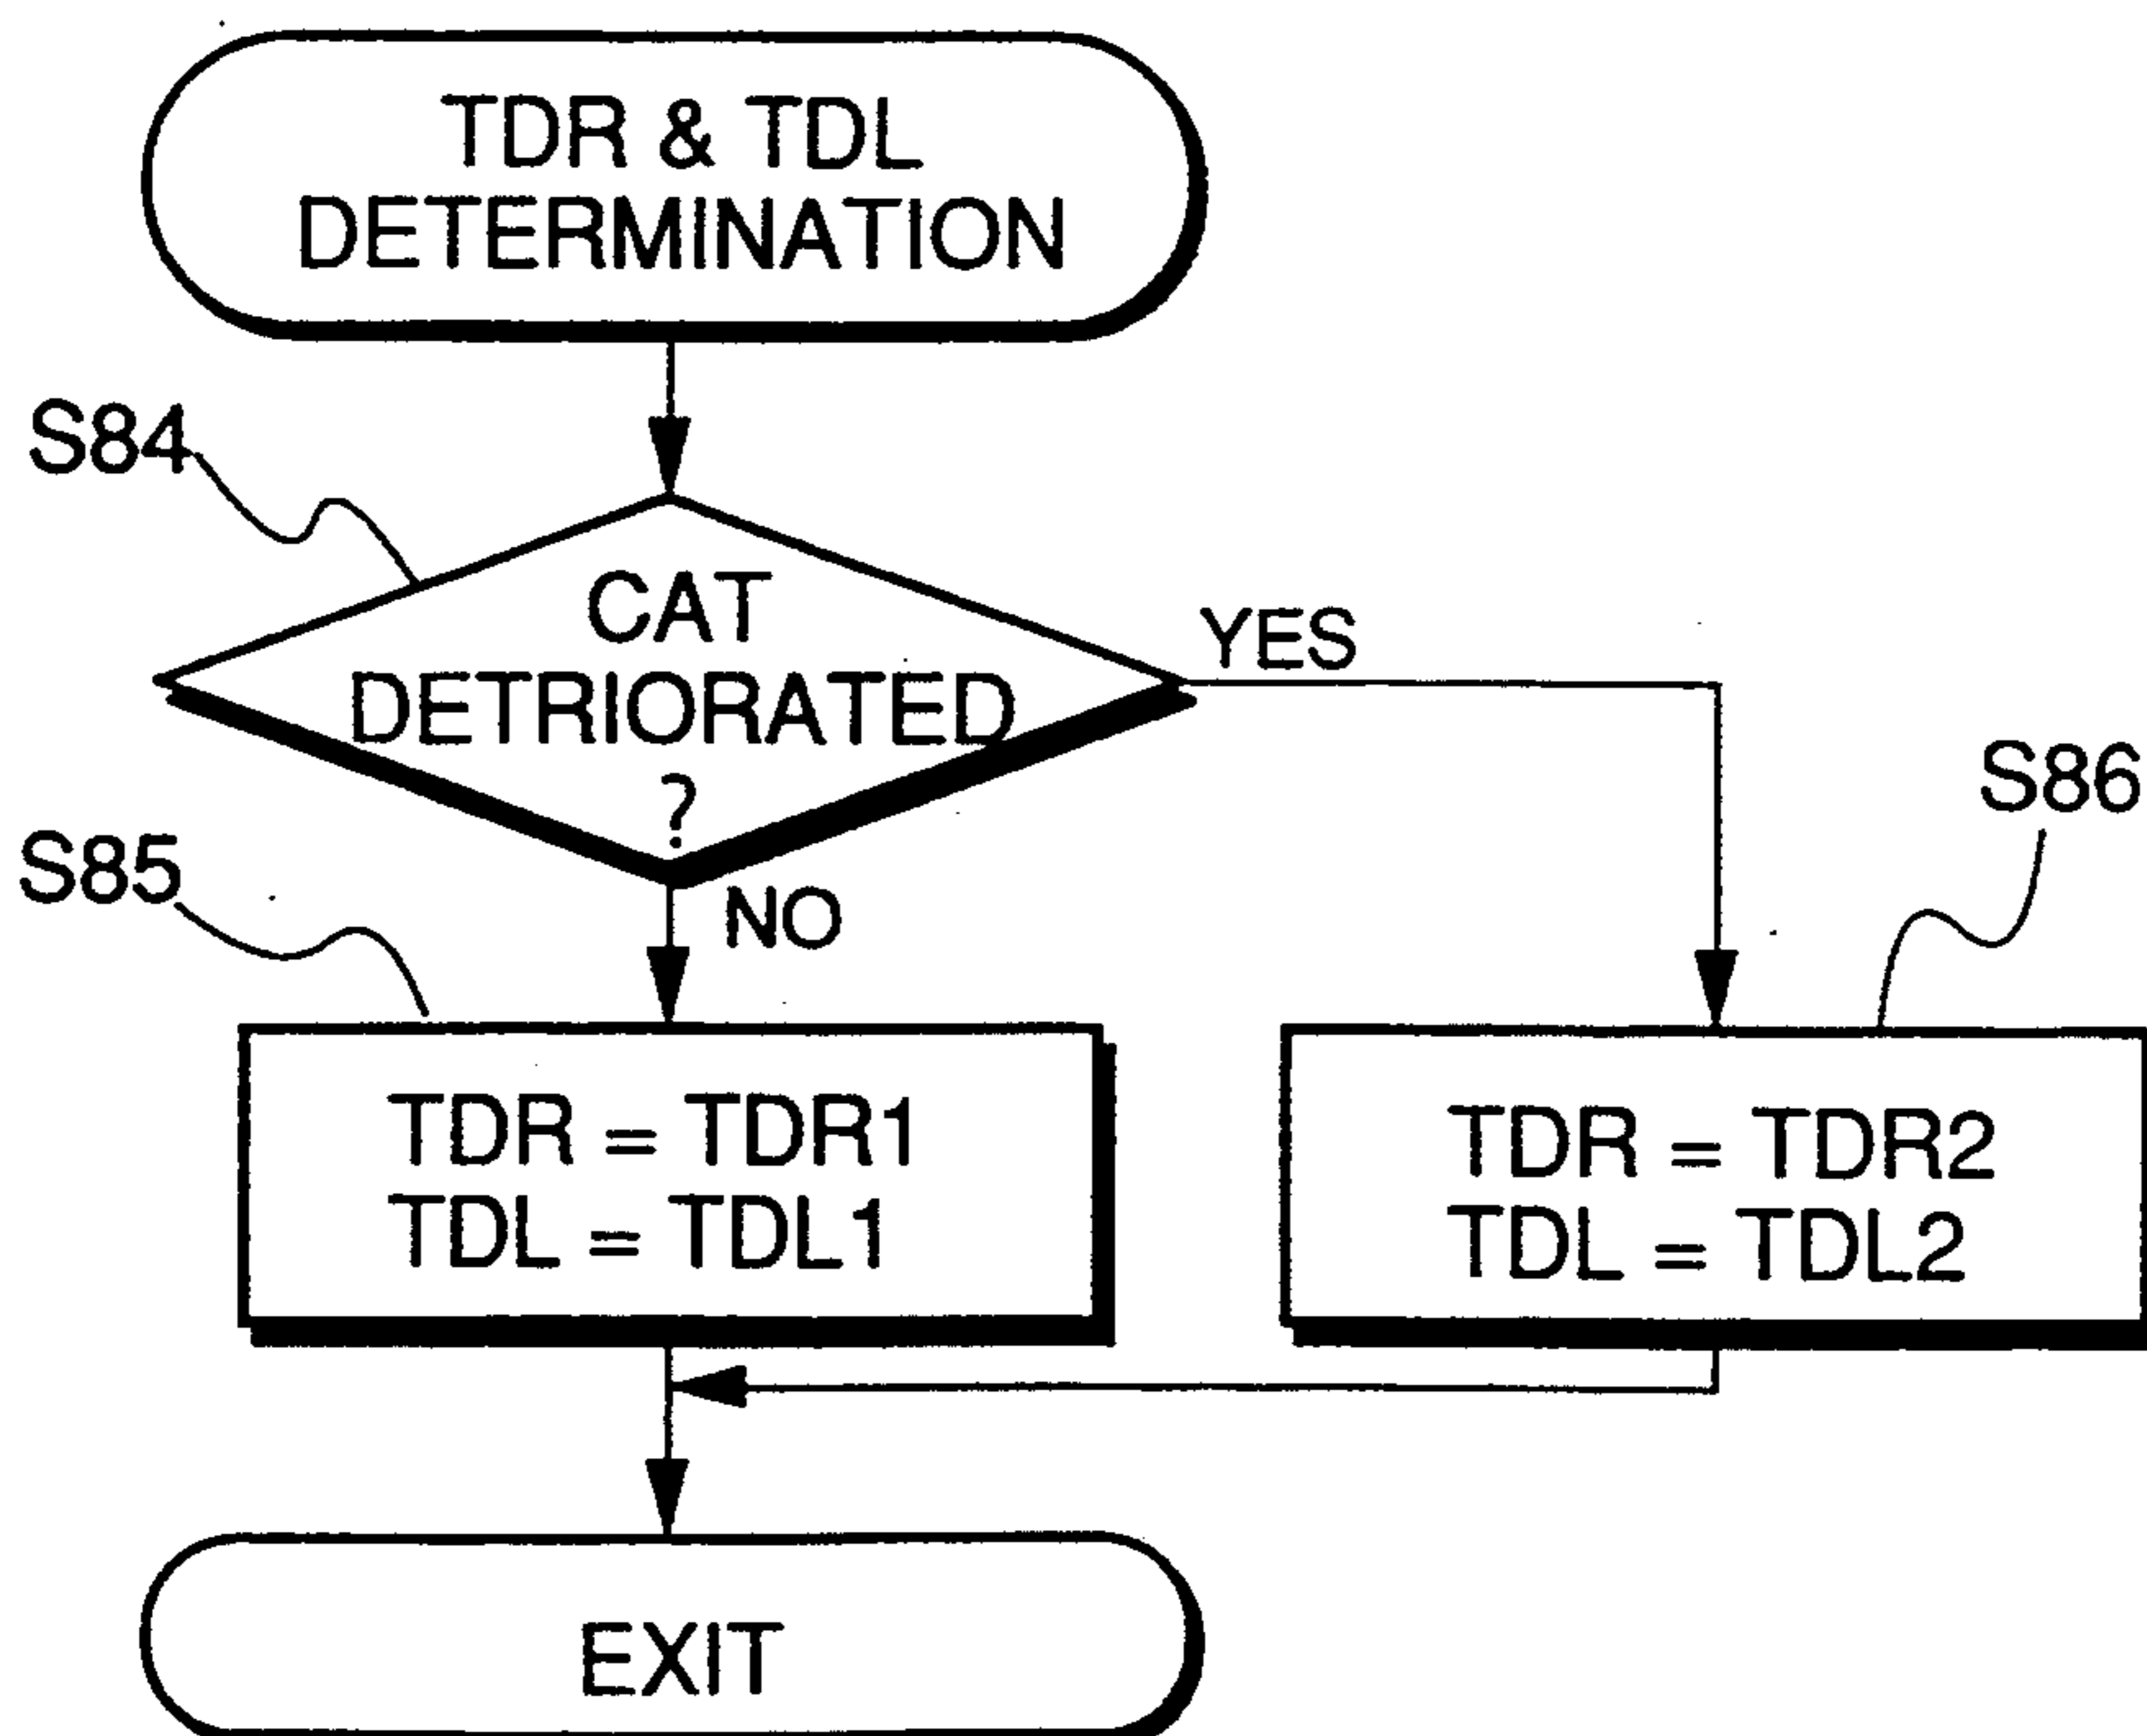 TDR & TDL
DETERMINATION
S84
CAT
DETRIORATED
?
YES
S86
S85
NO
TDR = TDR1
TDL = TDL1
TDR = TDR2
TDL = TDL2
EXIT